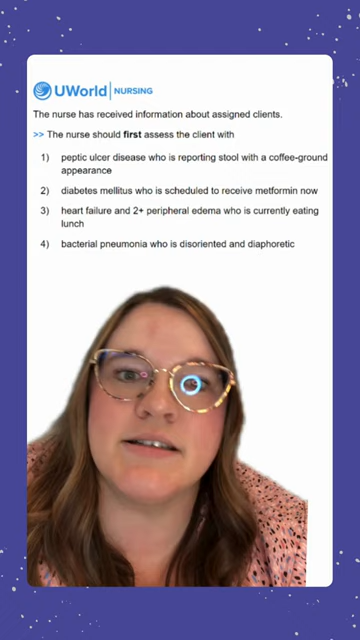 UWorld | NURSING
The nurse has received information about assigned clients.
>> The nurse should first assess the client with
1) peptic ulcer disease who is reporting stool with a coffee-ground
appearance
2) diabetes mellitus who is scheduled to receive metformin now
3) heart failure and 2+ peripheral edema who is currently eating
lunch
4) bacterial pneumonia who is disoriented and diaphoretic